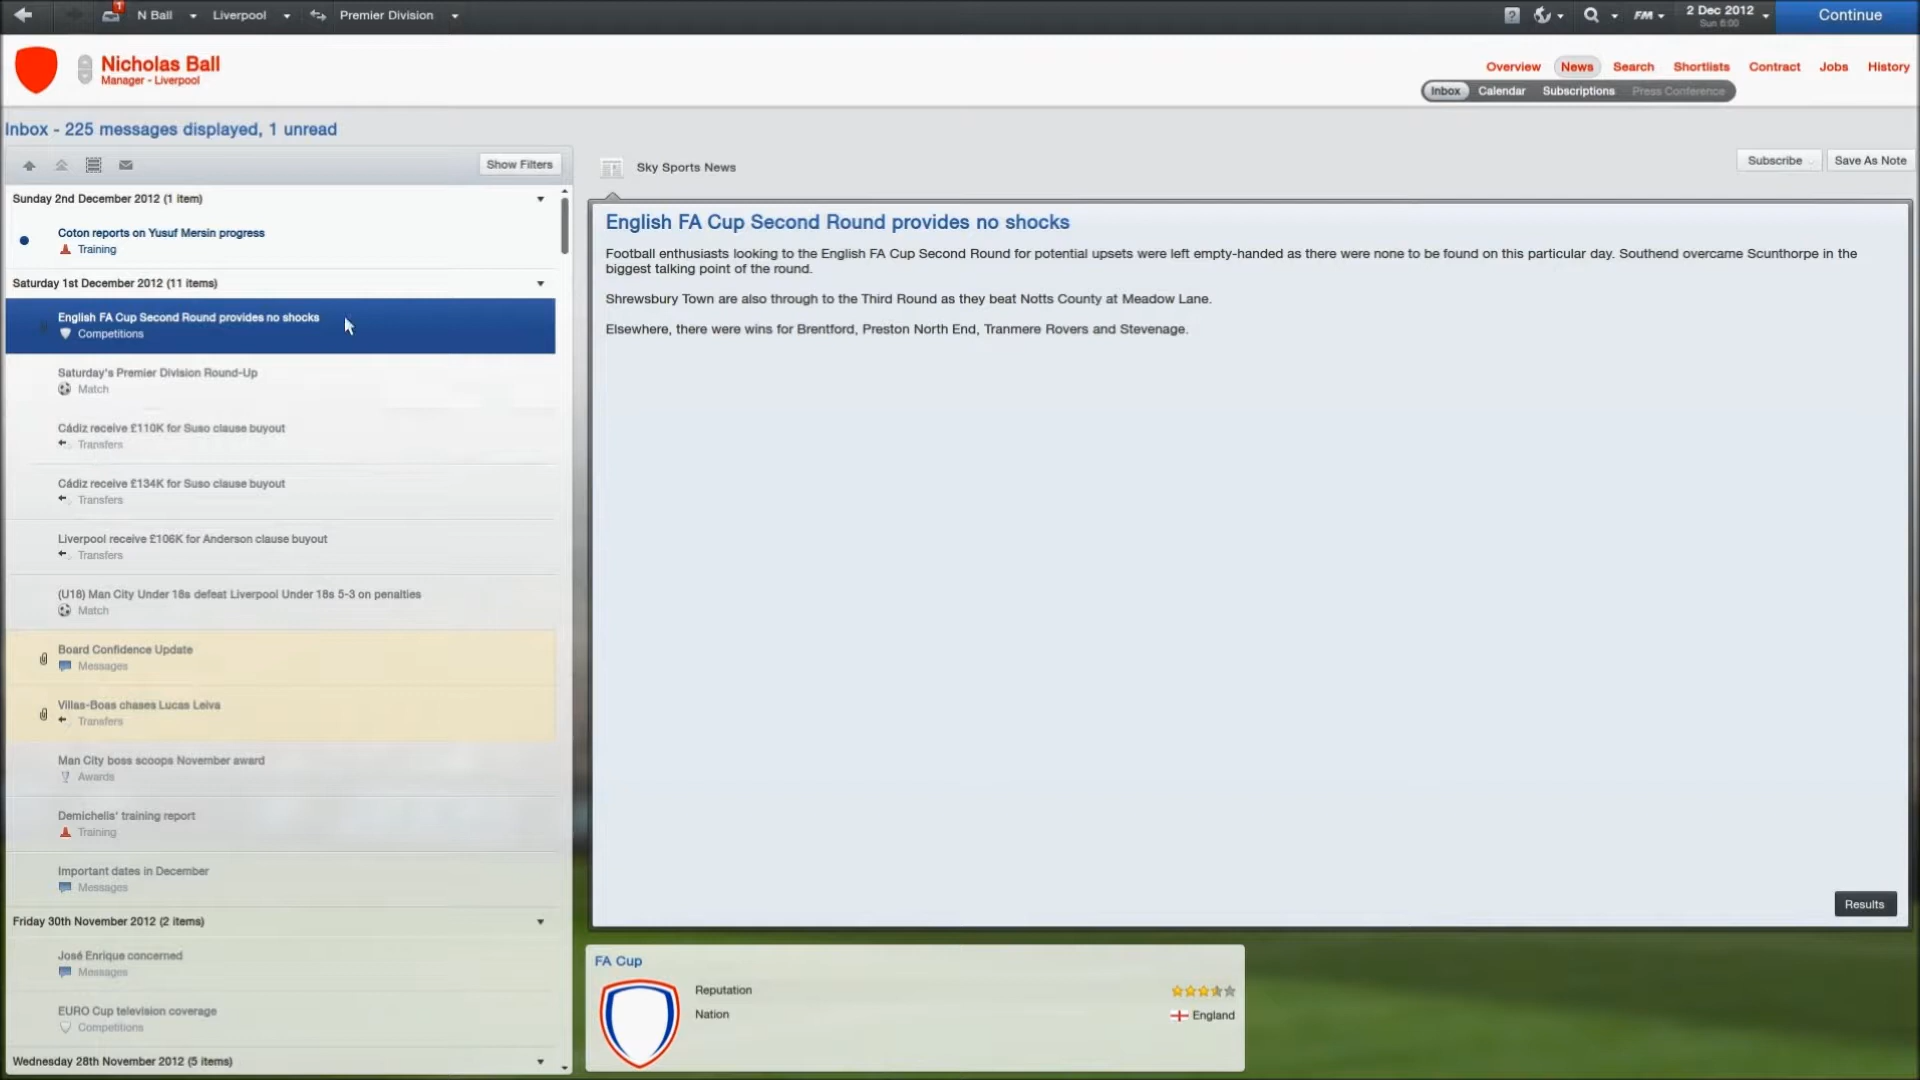 1
N Ball
Liverpool
Premier Division
FM
2 Dec 2012
Sun 6:00
Continue
Nicholas Ball
Manager - Liverpool
Overview News Search Shortlists Contract Jobs History
Inbox Calendar Subscriptions Press Conference
Inbox - 225 messages displayed, 1 unread
Show Filters
Sunday 2nd December 2012 (1 item)
Coton reports on Yusuf Mersin progress
Training
Saturday 1st December 2012 (11 items)
English FA Cup Second Round provides no shocks
Competitions
Saturday's Premier Division Round-Up
Match
Cádiz receive £110K for Suso clause buyout
Transfers
Cádiz receive £134K for Suso clause buyout
Transfers
Liverpool receive £106K for Anderson clause buyout
Transfers
(U18) Man City Under 18s defeat Liverpool Under 18s 5-3 on penalties
Match
Board Confidence Update
Messages
Villas-Boas chases Lucas Leiva
Transfers
Man City boss scoops November award
Awards
Demichelis' training report
Training
Important dates in December
Messages
Friday 30th November 2012 (2 items)
José Enrique concerned
Messages
EURO Cup television coverage
Competitions
Wednesday 28th November 2012 (5 items)
Sky Sports News
Subscribe
Save As Note
English FA Cup Second Round provides no shocks
Football enthusiasts looking to the English FA Cup Second Round for potential upsets were left empty-handed as there were none to be found on this particular day. Southend overcame Scunthorpe in the
biggest talking point of the round.
Shrewsbury Town are also through to the Third Round as they beat Notts County at Meadow Lane.
Elsewhere, there were wins for Brentford, Preston North End, Tranmere Rovers and Stevenage.
Results
FA Cup
Reputation
Nation
England